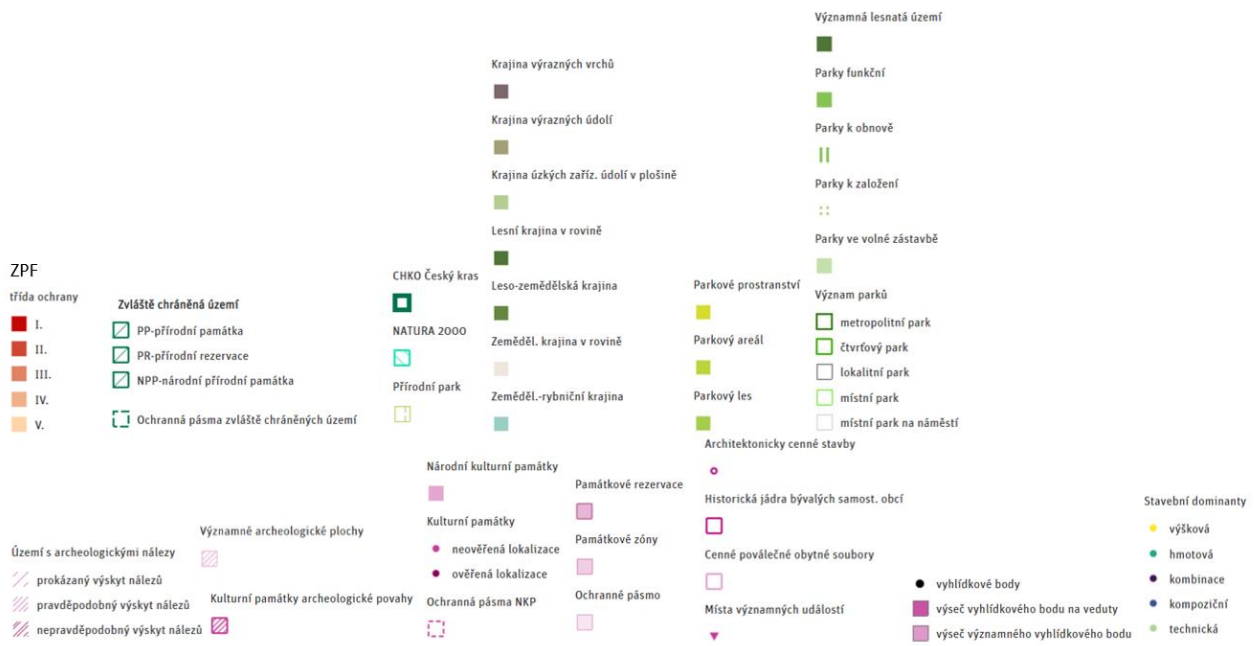 ZPF
třída ochrany
I.
II.
III.
IV.
V.
Zvláště chráněná území
PP-přírodní památka
PR-přírodní rezervace
NPP-národní přírodní památka
Ochranná pásma zvláště chráněných území
CHKO Český kras
NATURA 2000
Přírodní park
Krajina výrazných vrchů
Krajina výrazných údolí
Krajina úzkých zaříz. údolí v plošině
Lesní krajina v rovině
Leso-zemědělská krajina
Zeměděl. krajina v rovině
Zeměděl.-rybniční krajina
Parkové prostranství
Parkový areál
Parkový les
Významná lesnatá území
Parky funkční
Parky k obnově
Parky k založení
Parky ve volné zástavbě
Význam parků
metropolitní park
čtvrťový park
lokalitní park
místní park
místní park na náměstí
Území s archeologickými nálezy
prokázaný výskyt nálezů
pravděpodobný výskyt nálezů
nepravděpodobný výskyt nálezů
Významné archeologické plochy
Kulturní památky archeologické povahy
Národní kulturní památky
Kulturní památky
neověřená lokalizace
ověřená lokalizace
Ochranná pásma NKP
Památkové rezervace
Památkové zóny
Ochranné pásmo
Architektonicky cenné stavby
Historická jádra bývalých samost. obcí
Cenné poválečné obytné soubory
Místa významných událostí
vyhlídkové body
výseč vyhlídkového bodu na veduty
výseč významného vyhlídkového bodu
Stavební dominanty
výšková
hmotová
kombinace
kompoziční
technická